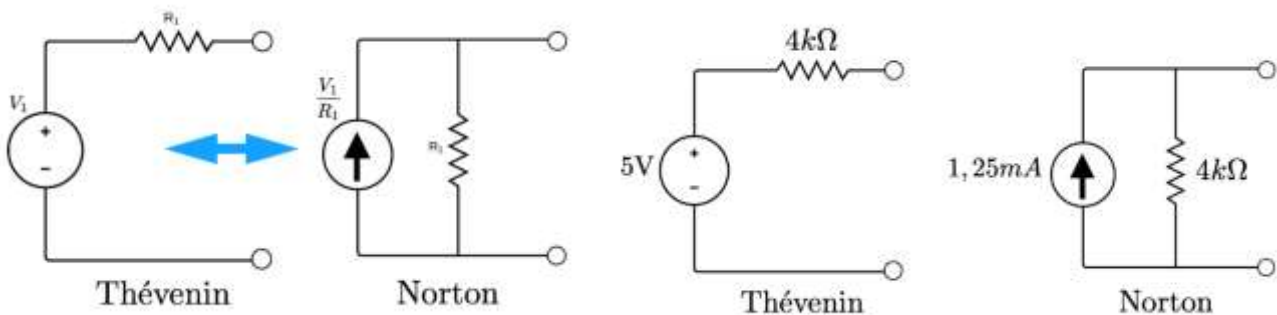 R₁
V₁
+
−
Thévenin
V₁
R₁
R₁
Norton
4kΩ
5V
+
−
Thévenin
1,25mA
4kΩ
Norton